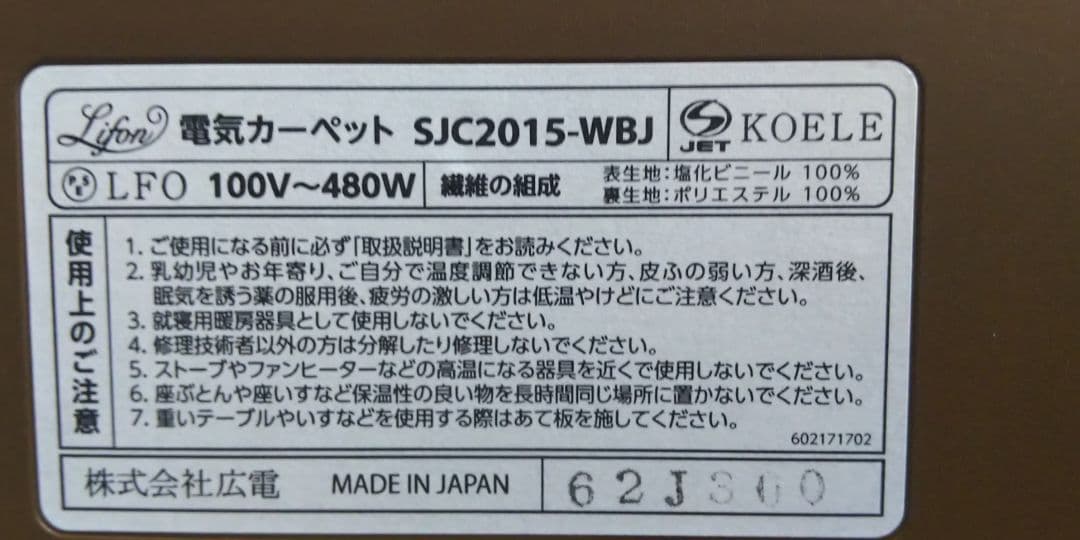 Lifon 電気カーペット SJC2015-WBJ
JET KOELE
LFO 100V～480W 繊維の組成
表生地：塩化ビニール 100%
裏生地：ポリエステル 100%
使用上のご注意
1. ご使用になる前に必ず「取扱説明書」をお読みください。
2. 乳幼児やお年寄り、ご自分で温度調節できない方、皮ふの弱い方、深酒後、
眠気を誘う薬の服用後、疲労の激しい方は低温やけどにご注意ください。
3. 就寝用暖房器具として使用しないでください。
4. 修理技術者以外の方は分解したり修理しないでください。
5. ストーブやファンヒーターなどの高温になる器具を近くで使用しないでください。
6. 座ぶとんや座いすなど保温性の良い物を長時間同じ場所に置かないでください。
7. 重いテーブルやいすなどを使用する際はあて板を施してください。
602171702
株式会社広電 MADE IN JAPAN 62J300